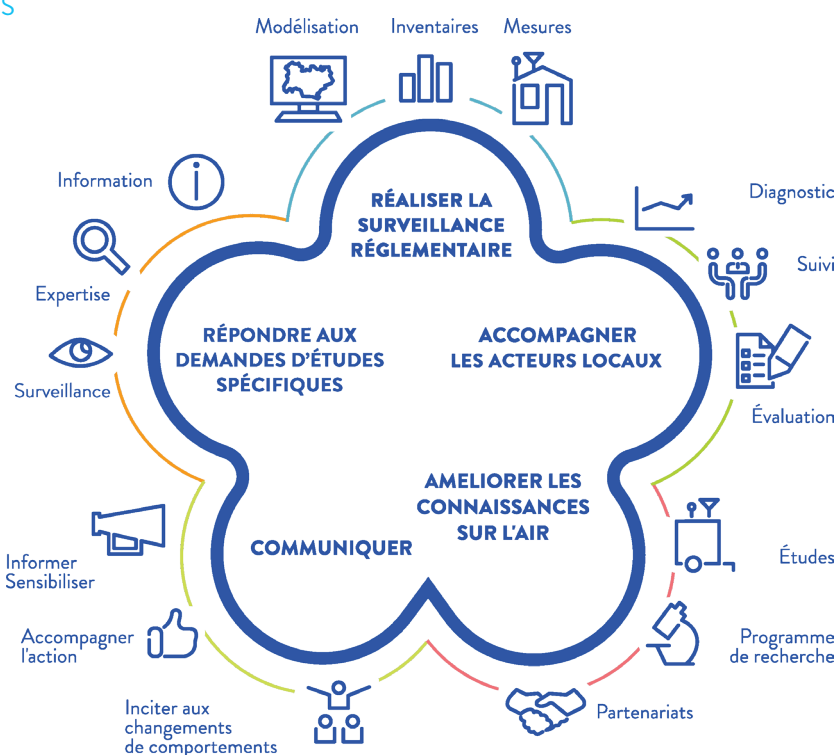 S
Modélisation
Inventaires
Mesures
Information
Expertise
Surveillance
Diagnostic
Suivi
Évaluation
RÉALISER LA
SURVEILLANCE
RÉGLEMENTAIRE
RÉPONDRE AUX
DEMANDES D'ÉTUDES
SPÉCIFIQUES
ACCOMPAGNER
LES ACTEURS LOCAUX
AMELIORER LES
CONNAISSANCES
SUR L'AIR
COMMUNIQUER
Informer
Sensibiliser
Accompagner
l'action
Inciter aux
changements
de comportements
Études
Programme
de recherche
Partenariats